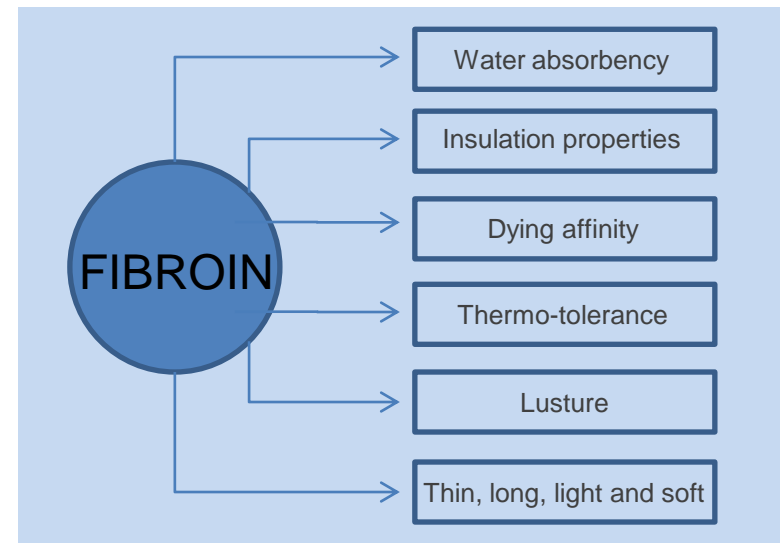 Water absorbency
Insulation properties
Dying affinity
FIBROIN
Thermo-tolerance
Lusture
Thin, long, light and soft